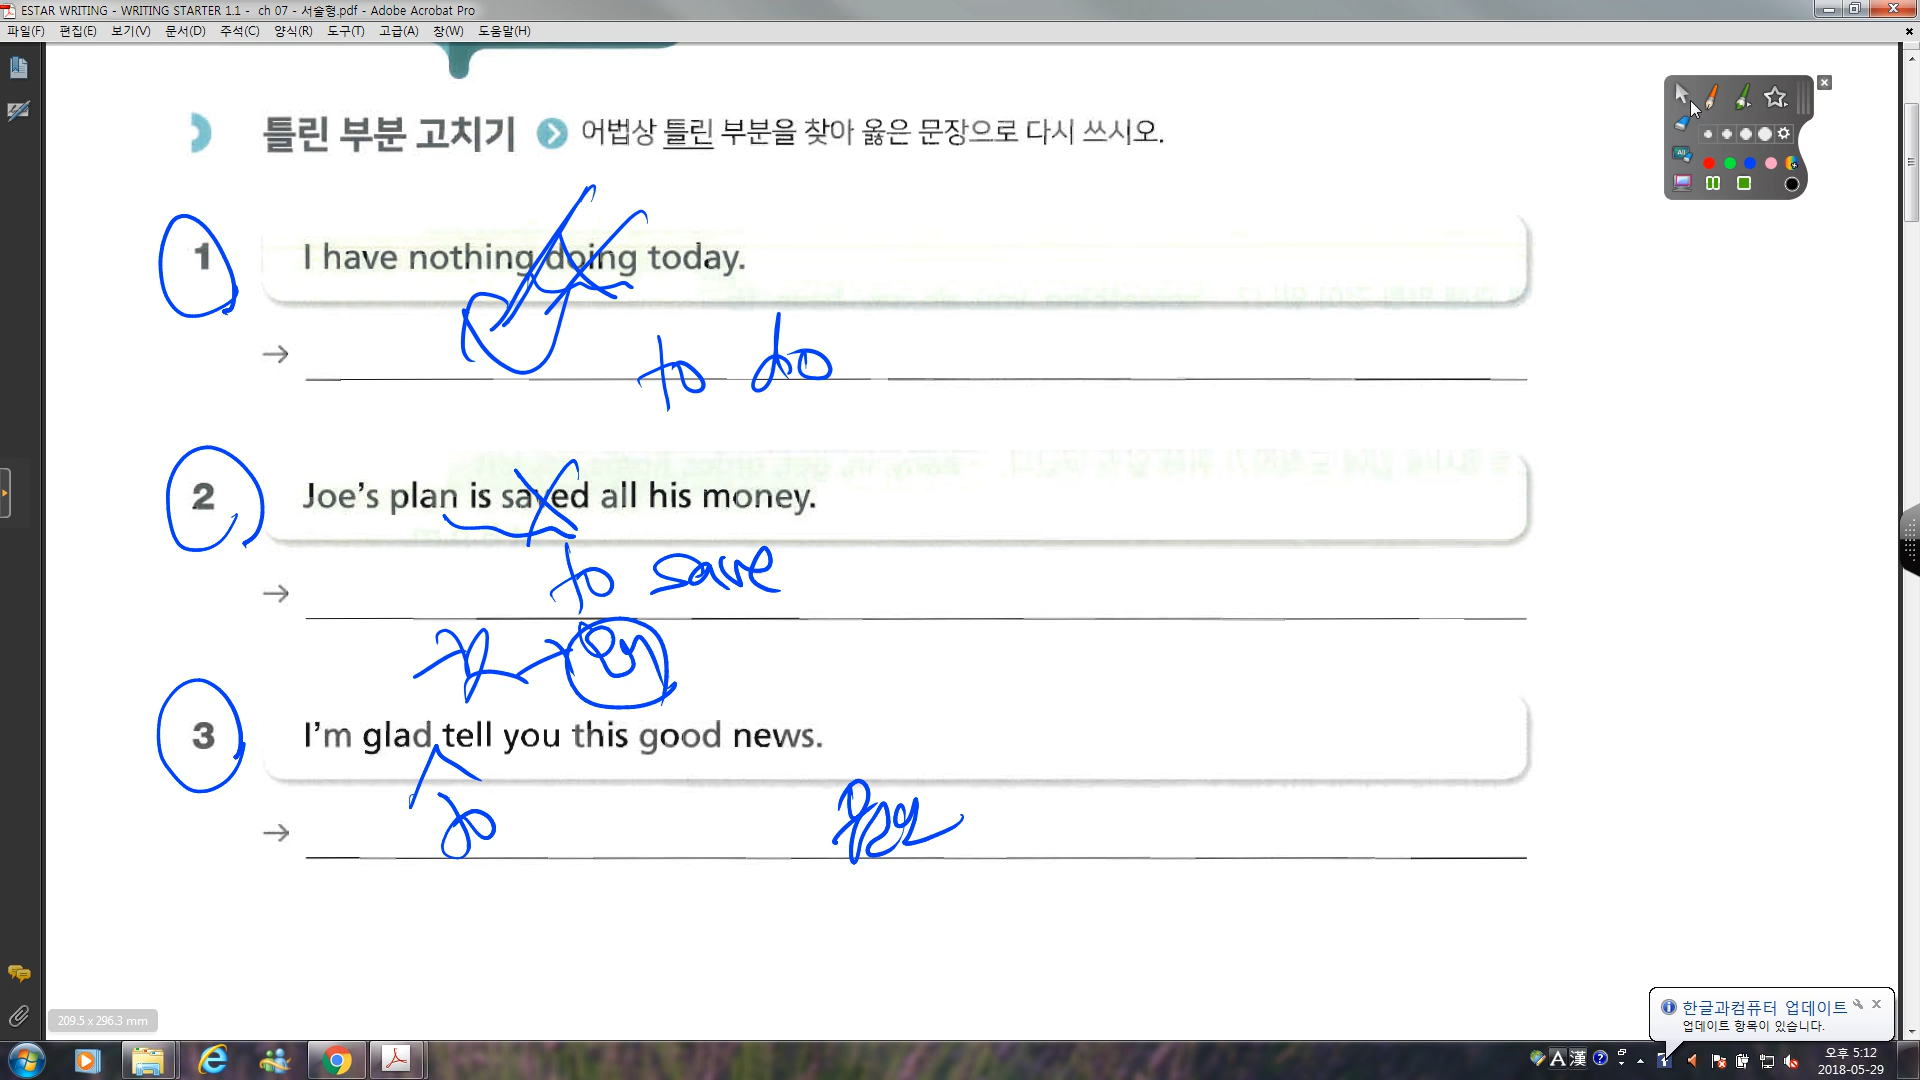 ESTAR WRITING - WRITING STARTER 1.1 - ch 07 - 서술형.pdf - Adobe Acrobat Pro
파일(F) 편집(E) 보기(V) 문서(D) 주석(C) 양식(R) 도구(T) 고급(A) 창(W) 도움말(H)
틀린 부분 고치기 어법상 틀린 부분을 찾아 옳은 문장으로 다시 쓰시오.
1 I have nothing doing today.
→ to do
2 Joe's plan is saved all his money.
→ to save
3 I'm glad tell you this good news.
→ to
209.5 x 296.3 mm
한글과컴퓨터 업데이트
업데이트 항목이 있습니다.
A 漢
오후 5:12
2018-05-29